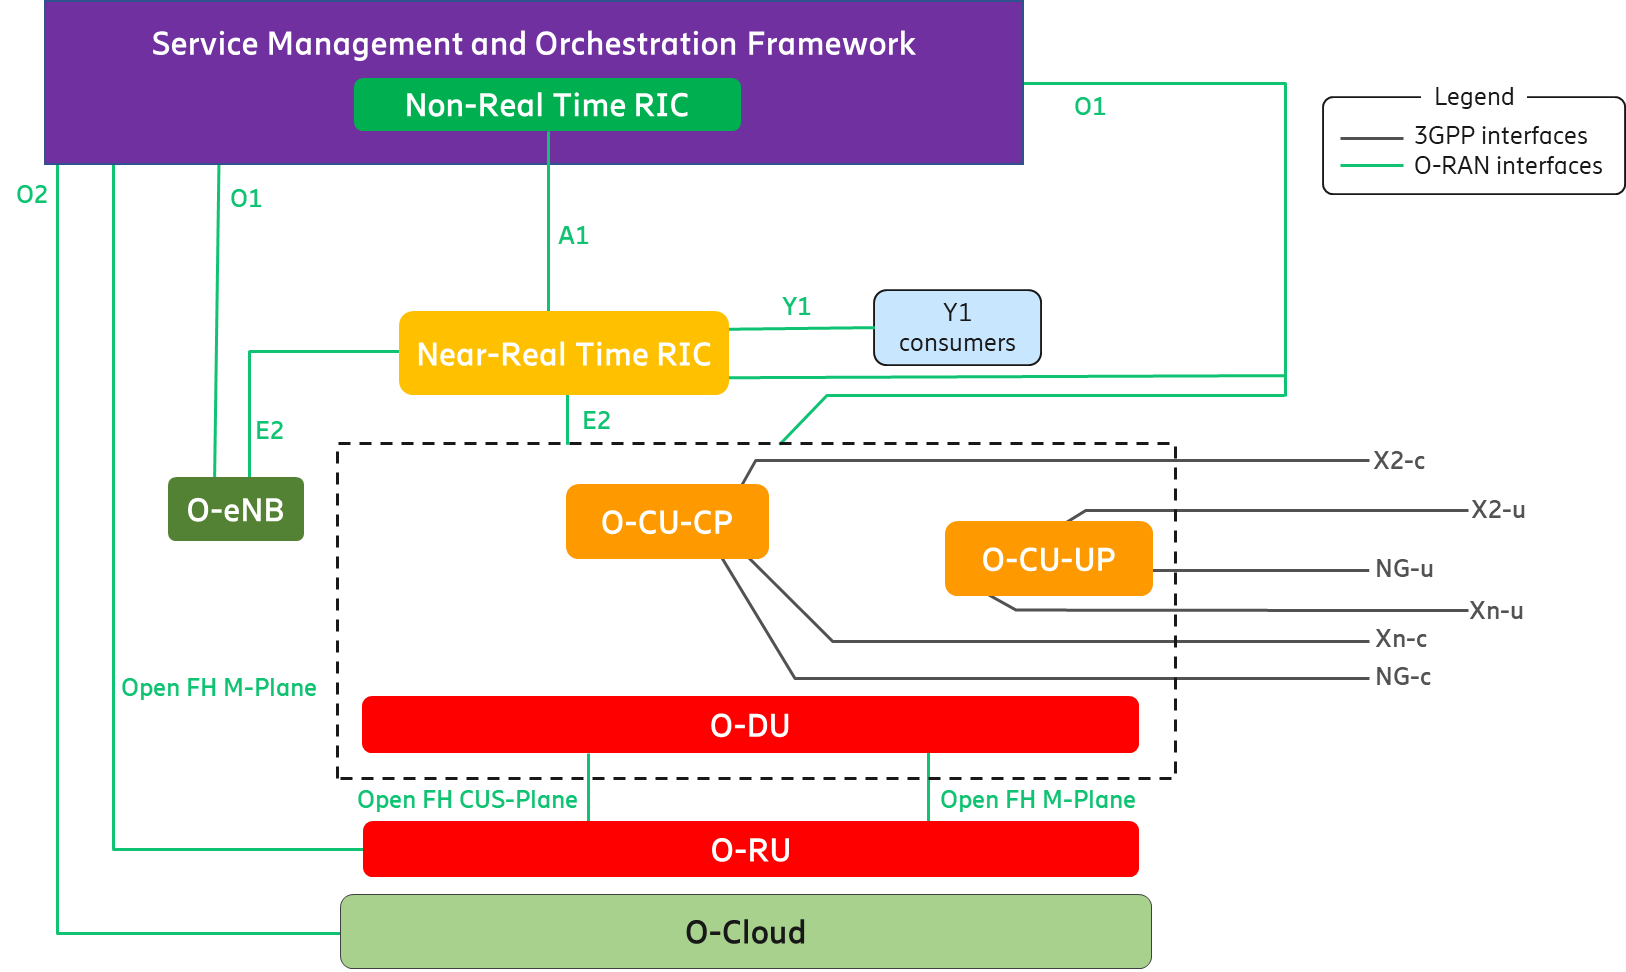 Service Management and Orchestration Framework
Non-Real Time RIC
O1
Legend
3GPP interfaces
O-RAN interfaces
O2
O1
A1
Y1
Y1
consumers
Near-Real Time RIC
E2
E2
X2-c
O-eNB
O-CU-CP
X2-u
O-CU-UP
NG-u
Xn-u
Xn-c
NG-c
Open FH M-Plane
O-DU
Open FH CUS-Plane
Open FH M-Plane
O-RU
O-Cloud